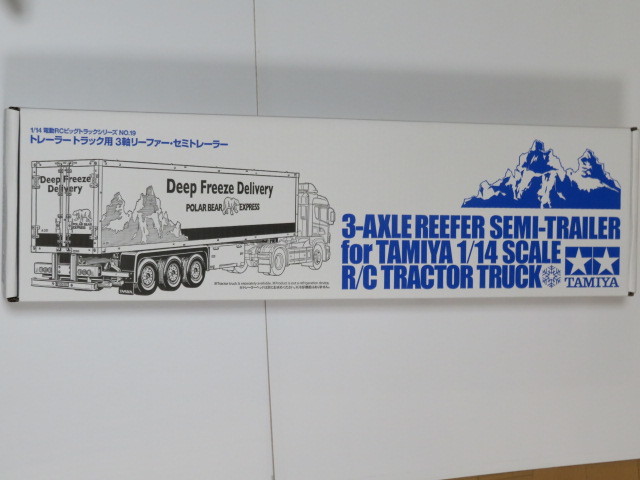 1/14 電動RCビッグトラックシリーズ NO.19
トレーラートラック用 3軸リーファー・セミトレーラー
Deep Freeze
Delivery
Deep Freeze Delivery
POLAR BEAR EXPRESS
3-AXLE REEFER SEMI-TRAILER
for TAMIYA 1/14 SCALE
R/C TRACTOR TRUCK
TAMIYA